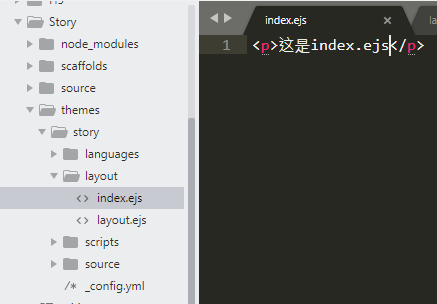 Story
node_modules
scaffolds
source
themes
story
languages
layout
<> index.ejs
<> layout.ejs
scripts
source
/* _config.yml
index.ejs ×
1 <p>这是index.ejs</p>